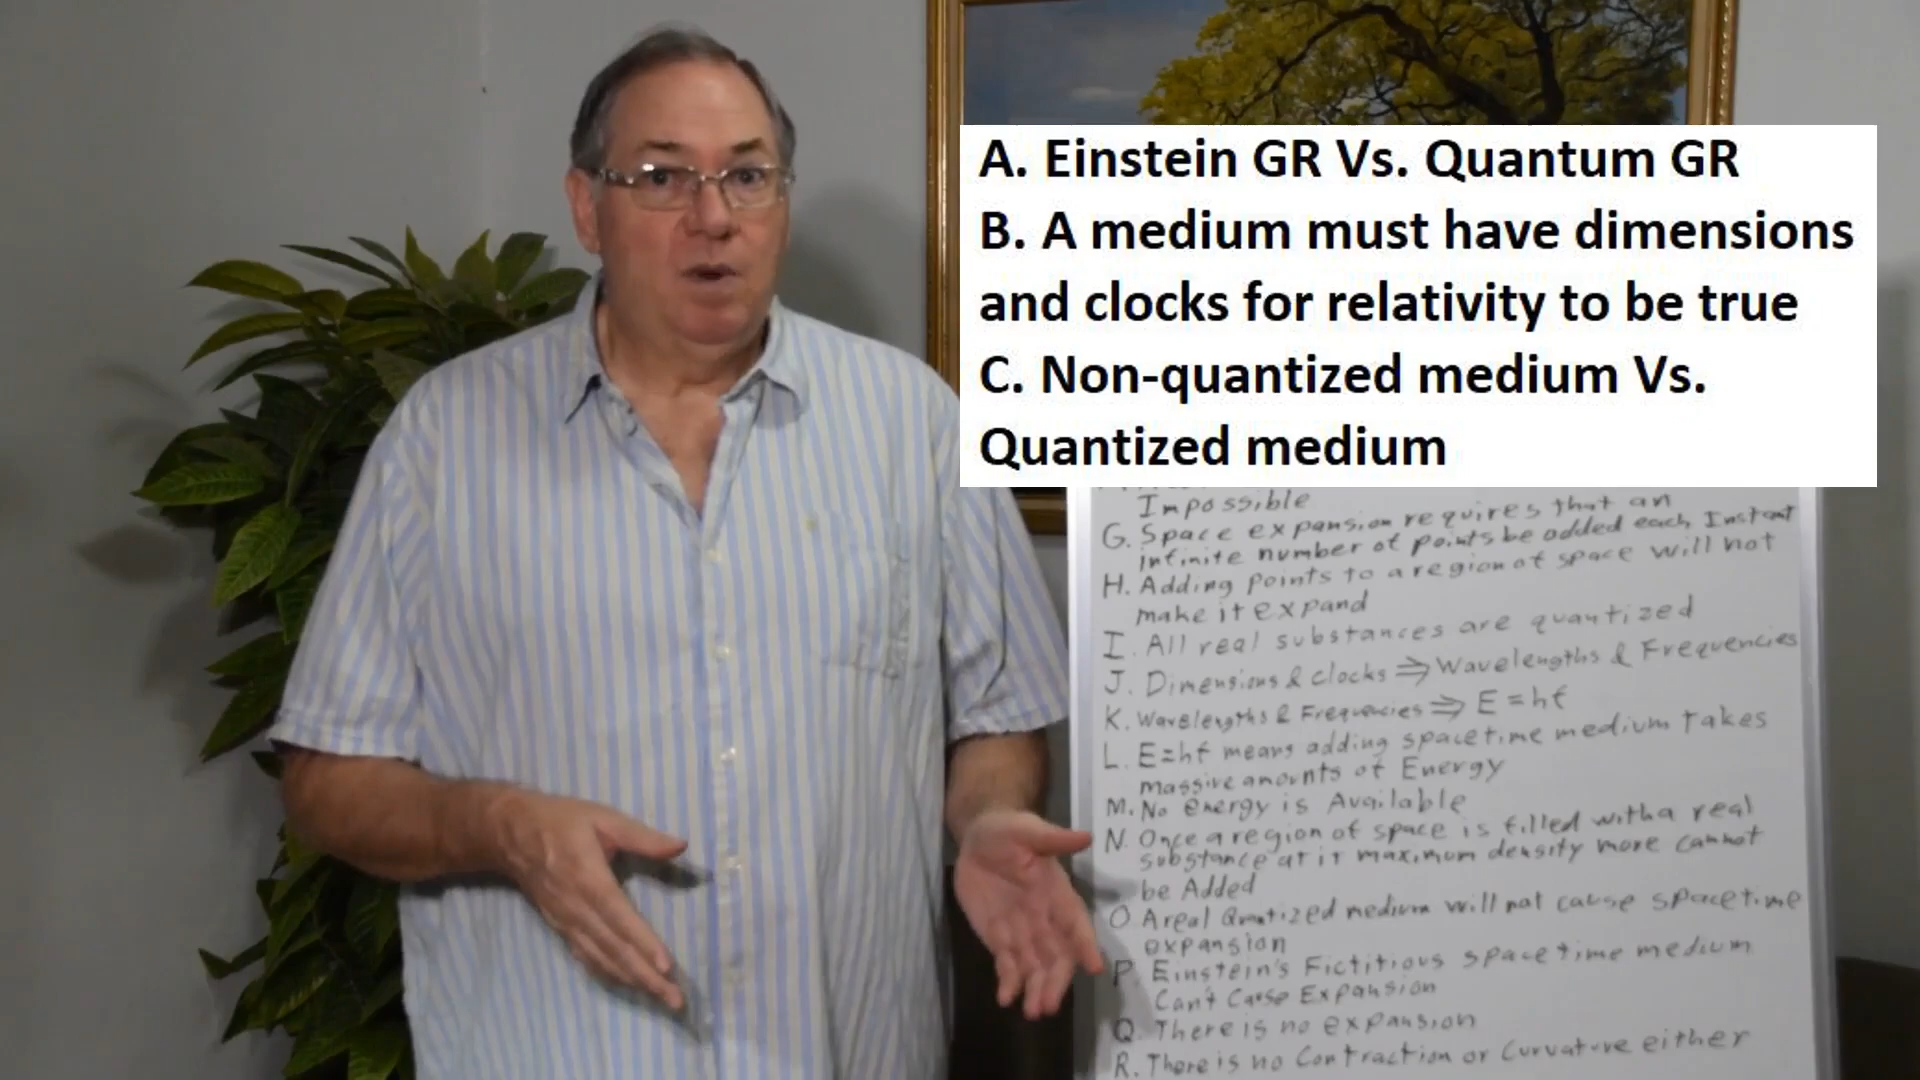 A. Einstein GR Vs. Quantum GR
B. A medium must have dimensions
and clocks for relativity to be true
C. Non-quantized medium Vs.
Quantized medium
Impossible
G. Space expansion requires that an
infinite number of points be added each Instant
H. Adding points to a region of space will not
make it expand
I. All real substances are quantized
J. Dimensions & clocks ⇒ Wavelengths & Frequencies
K. Wavelengths & Frequencies ⇒ E=hf
L. E=hf means adding spacetime medium takes
massive amounts of Energy
M. No energy is Available
N. Once a region of space is filled with a real
substance at it maximum density more cannot
be Added
O A real Quantized medium will not cause spacetime
expansion
P Einstein's Fictitious spacetime medium
Can't Cause Expansion
Q. There is no expansion
R. There is no Contraction or Curvature either